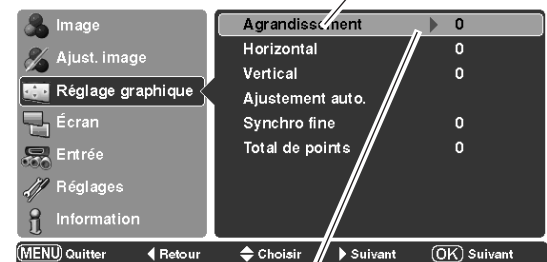 Image
Ajust. image
Réglage graphique
Écran
Entrée
Réglages
Information
Agrandissement 0
Horizontal 0
Vertical 0
Ajustement auto.
Synchro fine 0
Total de points 0
MENU Quitter Retour Choisir Suivant OK Suivant